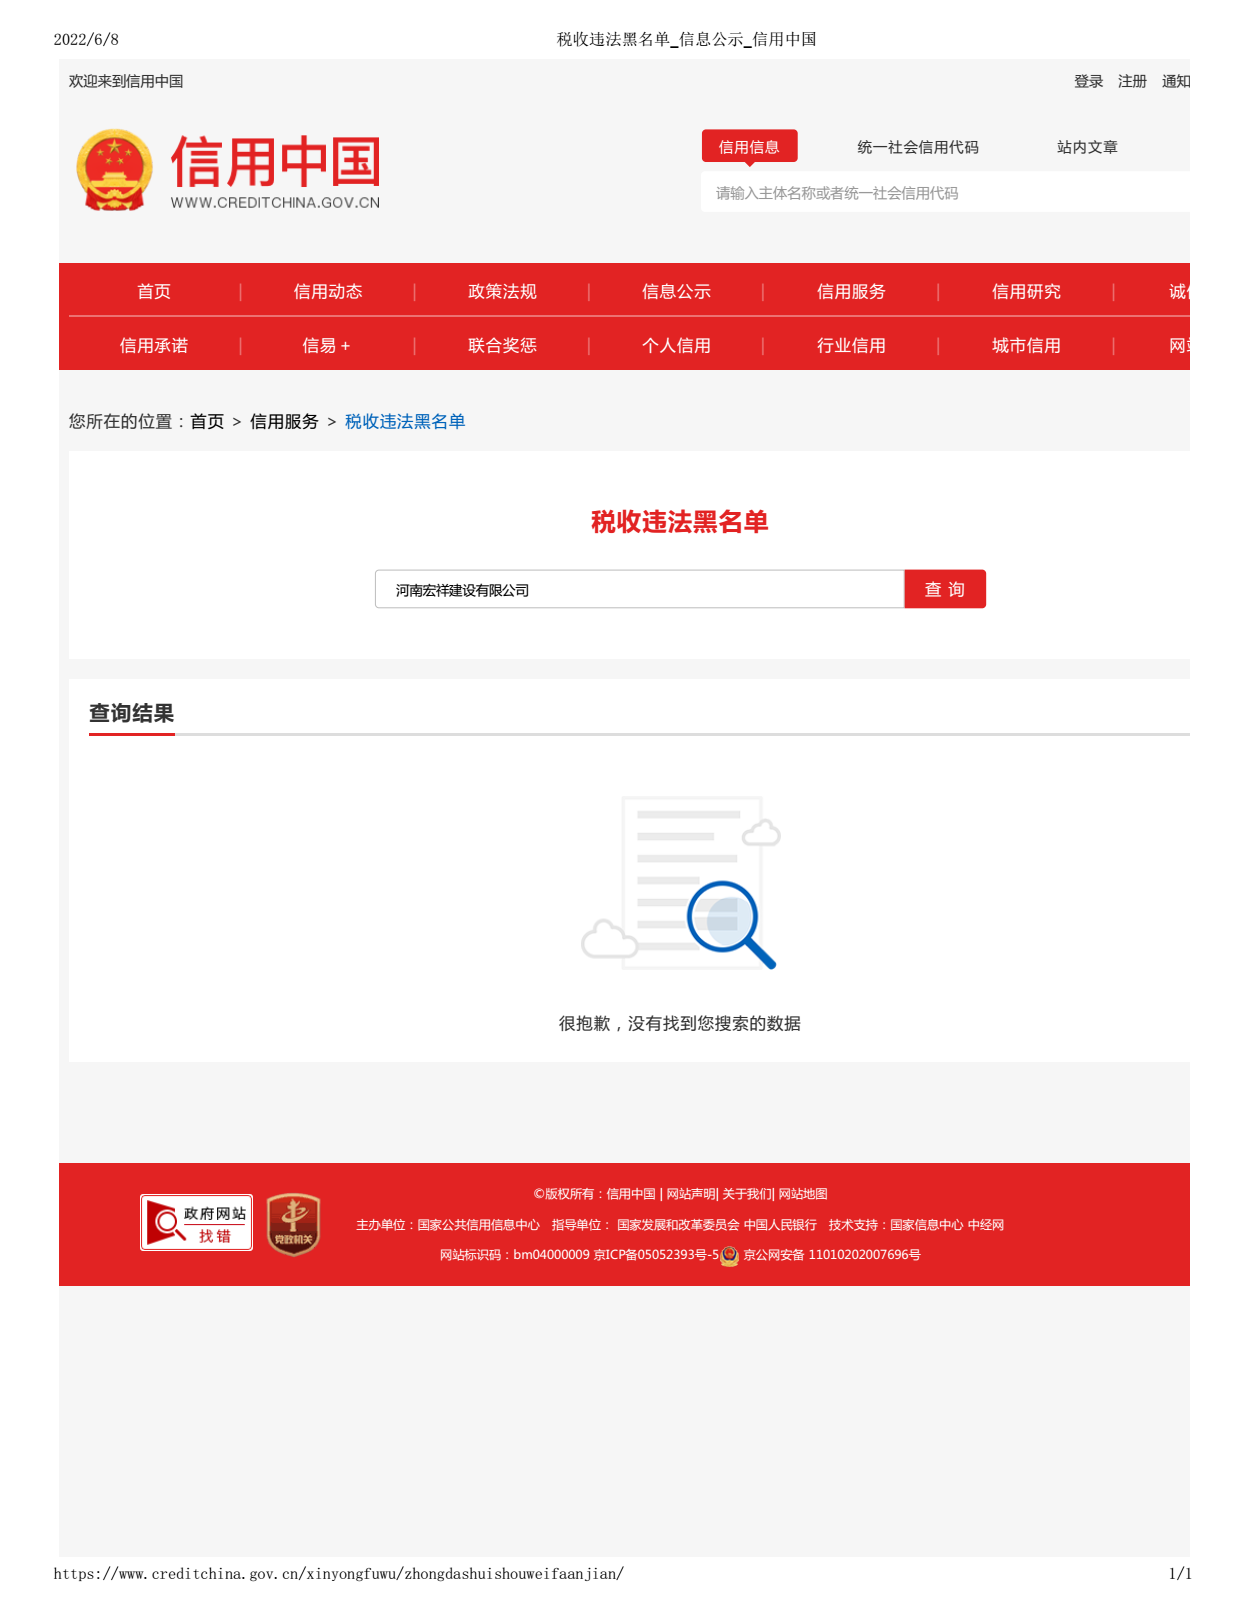 2022/6/8 税收违法黑名单_信息公示_信用中国
欢迎来到信用中国 登录 注册 通知
信用中国
WWW.CREDITCHINA.GOV.CN
信用信息 统一社会信用代码 站内文章
请输入主体名称或者统一社会信用代码
首页 | 信用动态 | 政策法规 | 信息公示 | 信用服务 | 信用研究 | 诚
信用承诺 | 信易+ | 联合奖惩 | 个人信用 | 行业信用 | 城市信用 | 网
您所在的位置：首页 > 信用服务 > 税收违法黑名单
税收违法黑名单
河南宏祥建设有限公司 查 询
查询结果
很抱歉，没有找到您搜索的数据
©版权所有：信用中国 | 网站声明| 关于我们| 网站地图
政府网站
找错
党政机关
主办单位：国家公共信用信息中心 指导单位： 国家发展和改革委员会 中国人民银行 技术支持：国家信息中心 中经网
网站标识码：bm04000009 京ICP备05052393号-5 京公网安备 11010202007696号
https://www.creditchina.gov.cn/xinyongfuwu/zhongdashuishouweifaanjian/ 1/1